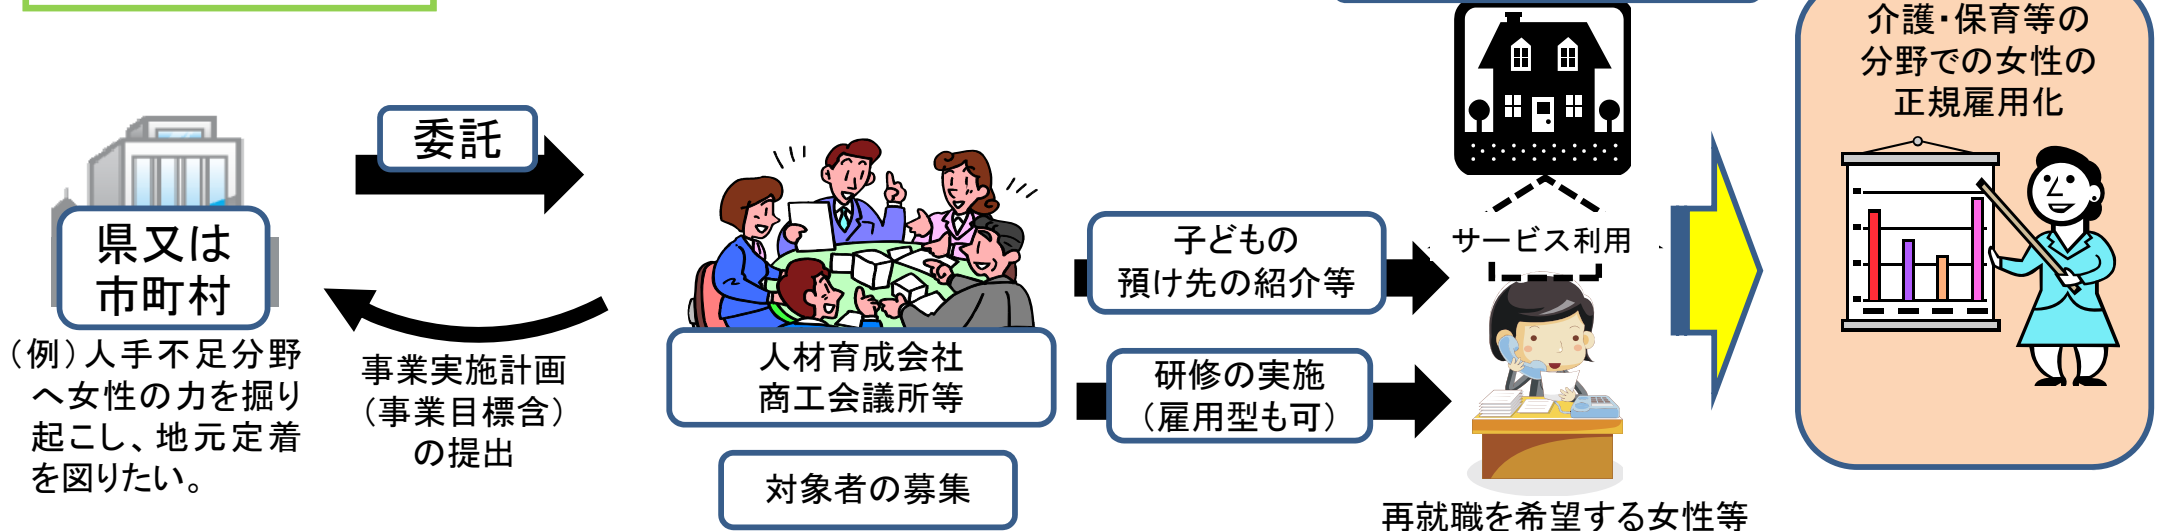 委託
県又は
市町村
（例）人手不足分野
へ女性の力を掘り
起こし、地元定着
を図りたい。
事業実施計画
（事業目標含）
の提出
人材育成会社
商工会議所等
対象者の募集
子どもの
預け先の紹介等
研修の実施
（雇用型も可）
サービス利用
再就職を希望する女性等
介護・保育等の
分野での女性の
正規雇用化